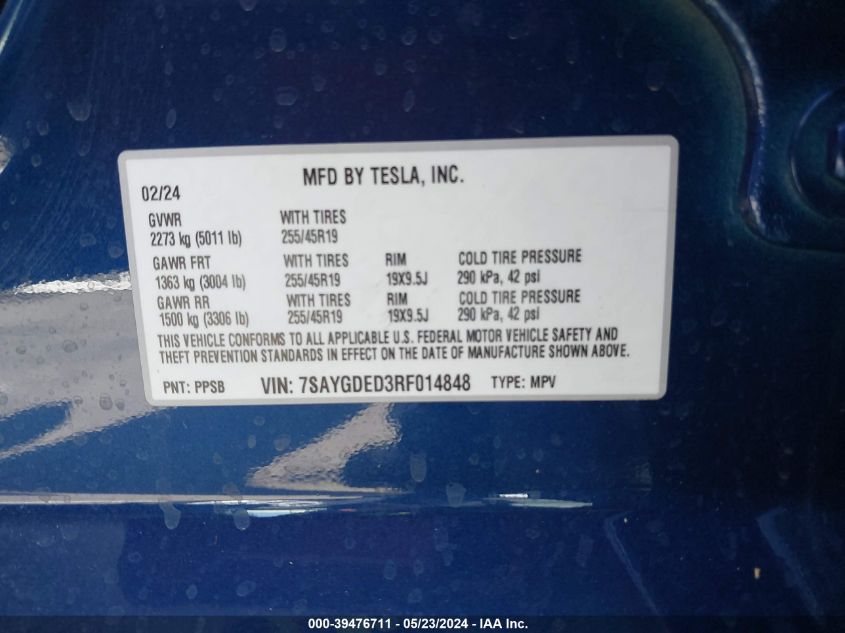 MFD BY TESLA, INC.
02/24
GVWR WITH TIRES
2273 kg (5011 lb) 255/45R19
GAWR FRT WITH TIRES RIM COLD TIRE PRESSURE
1363 kg (3004 lb) 255/45R19 19X9.5J 290 kPa, 42 psi
GAWR RR WITH TIRES RIM COLD TIRE PRESSURE
1500 kg (3306 lb) 255/45R19 19X9.5J 290 kPa, 42 psi
THIS VEHICLE CONFORMS TO ALL APPLICABLE U.S. FEDERAL MOTOR VEHICLE SAFETY AND
THEFT PREVENTION STANDARDS IN EFFECT ON THE DATE OF MANUFACTURE SHOWN ABOVE.
PNT: PPSB VIN: 7SAYGDED3RF014848 TYPE: MPV
000-39476711 - 05/23/2024 - IAA Inc.